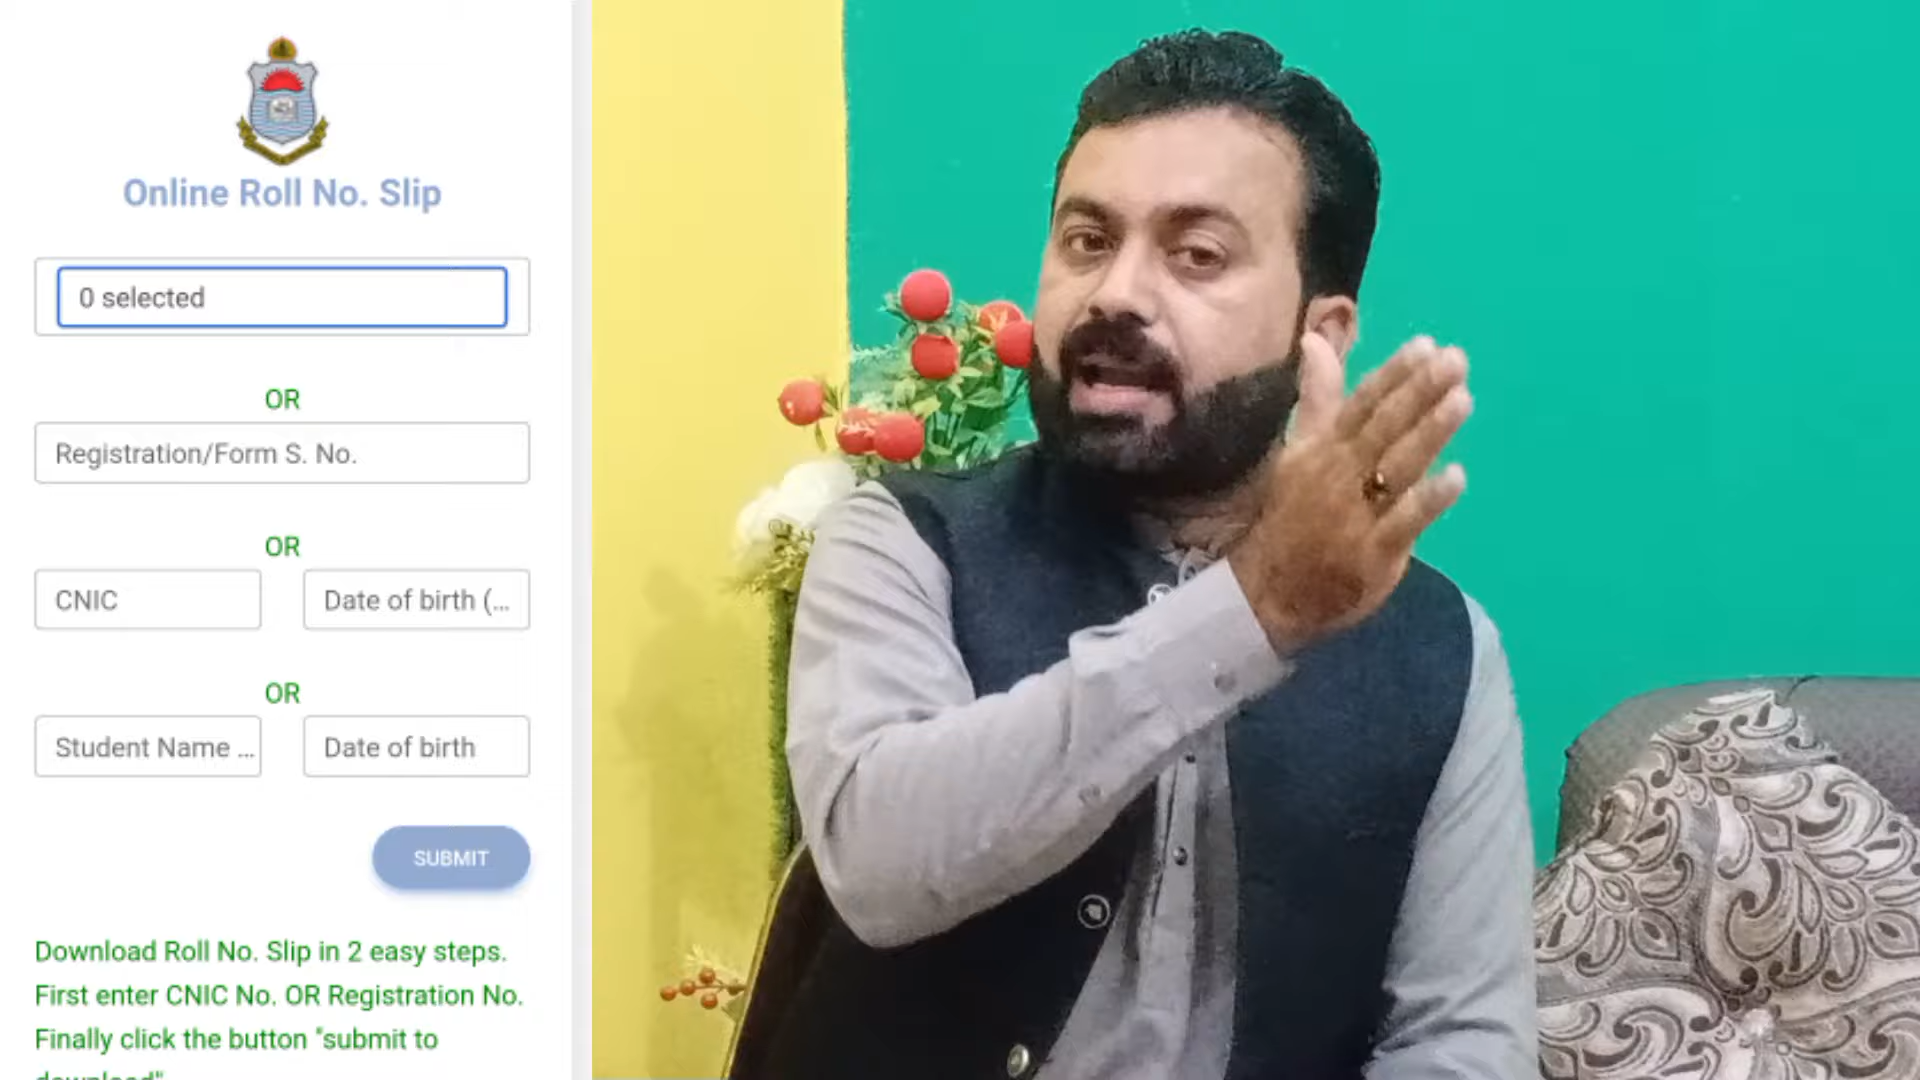 Online Roll No. Slip
0 selected
OR
Registration/Form S. No.
OR
CNIC
Date of birth (...
OR
Student Name ...
Date of birth
SUBMIT
Download Roll No. Slip in 2 easy steps.
First enter CNIC No. OR Registration No.
Finally click the button "submit to
download"